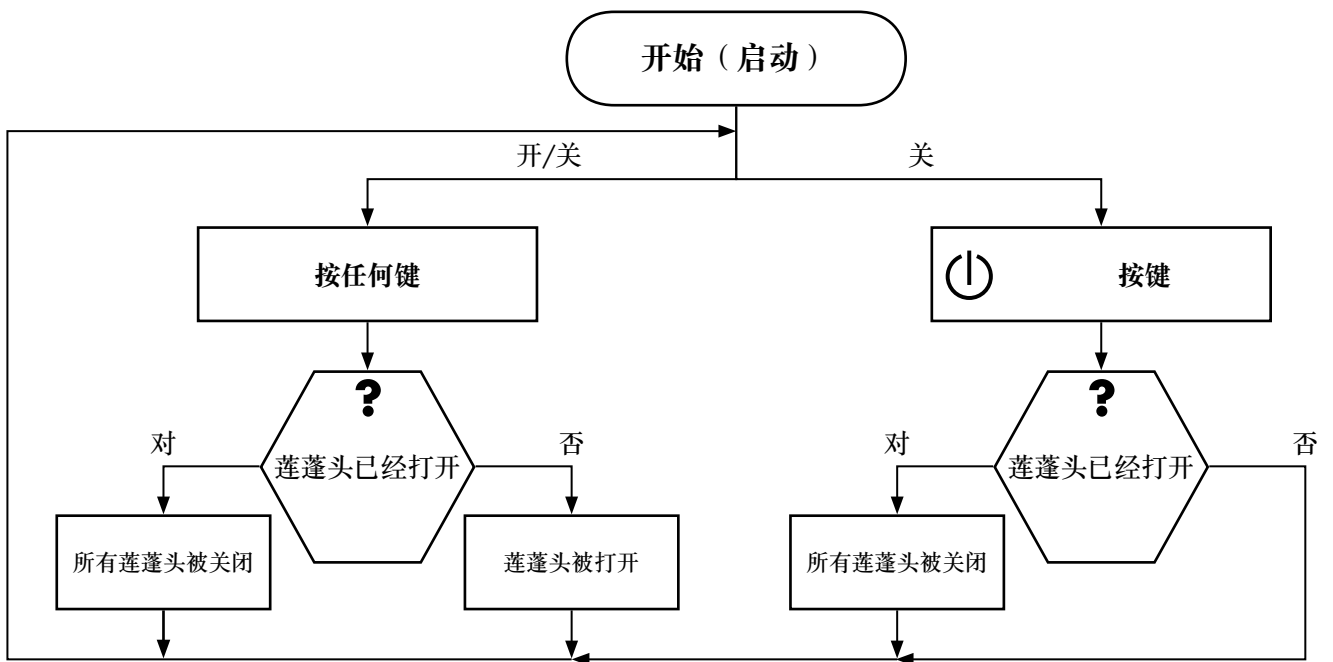 开始（启动）
开/关
关
按任何键
按键
?
?
对
莲蓬头已经打开
否
对
莲蓬头已经打开
否
所有莲蓬头被关闭
莲蓬头被打开
所有莲蓬头被关闭